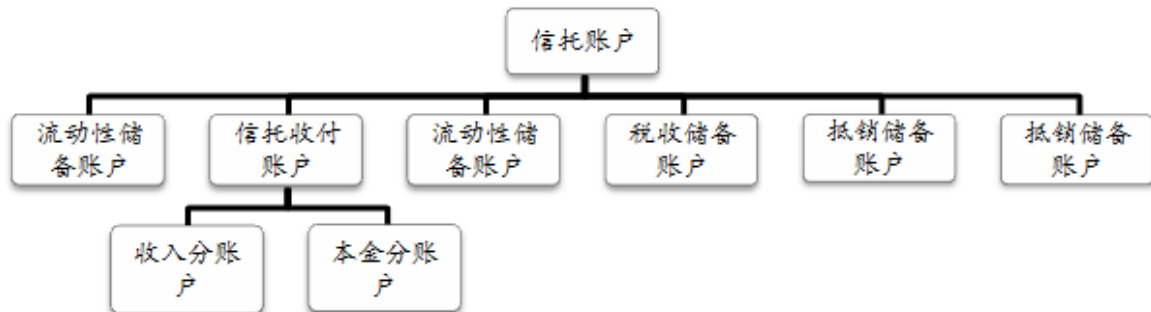 信托账户
流动性储
备账户
信托收付
账户
流动性储
备账户
税收储备
账户
抵销储备
账户
抵销储备
账户
收入分账
户
本金分账
户